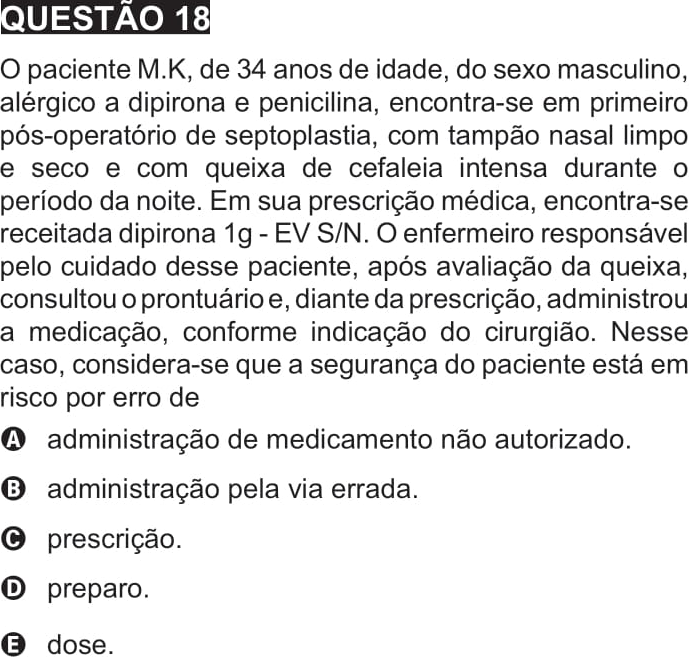 QUESTÃO 18
O paciente M.K, de 34 anos de idade, do sexo masculino,
alérgico a dipirona e penicilina, encontra-se em primeiro
pós-operatório de septoplastia, com tampão nasal limpo
e seco e com queixa de cefaleia intensa durante o
período da noite. Em sua prescrição médica, encontra-se
receitada dipirona 1g - EV S/N. O enfermeiro responsável
pelo cuidado desse paciente, após avaliação da queixa,
consultou o prontuário e, diante da prescrição, administrou
a medicação, conforme indicação do cirurgião. Nesse
caso, considera-se que a segurança do paciente está em
risco por erro de
A administração de medicamento não autorizado.
B administração pela via errada.
C prescrição.
D preparo.
E dose.